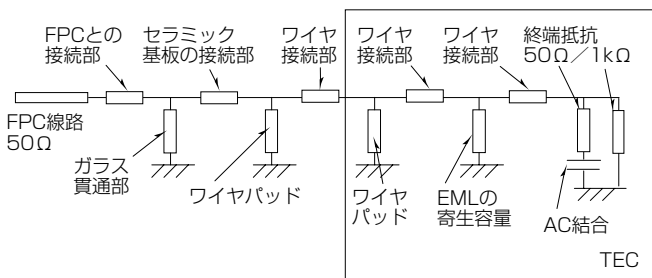 FPCとの
接続部
セラミック
基板の接続部
ワイヤ
接続部
ワイヤ
接続部
ワイヤ
接続部
終端抵抗
50Ω／1kΩ
FPC線路
50Ω
ガラス
貫通部
ワイヤパッド
ワイヤ
パッド
EMLの
寄生容量
AC結合
TEC